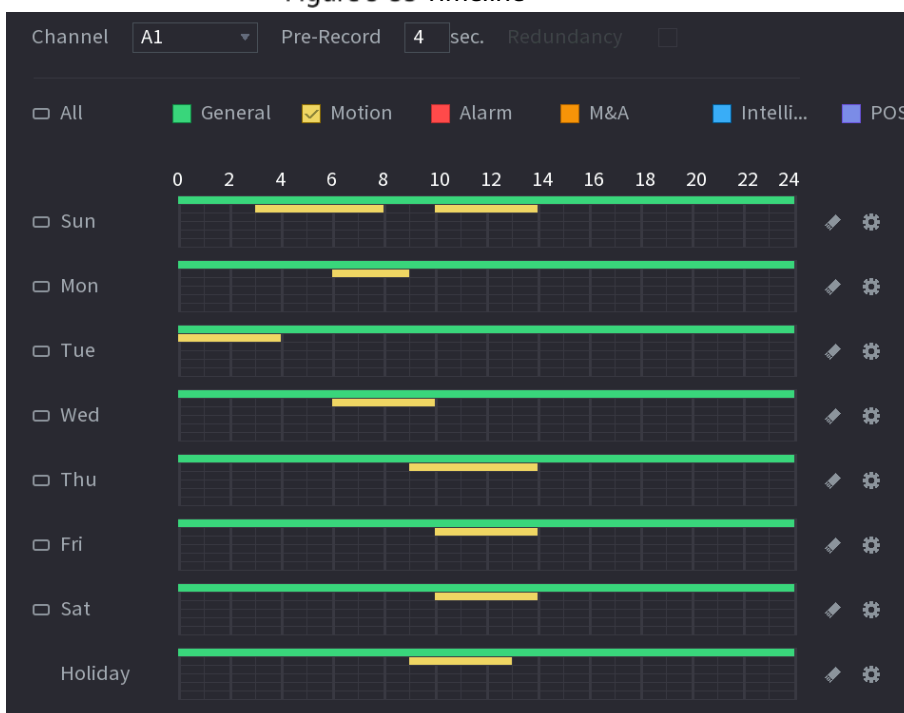 Timeline
Channel A1 Pre-Record 4 sec. Redundancy
All General Motion Alarm M&A Intelli... POS
0 2 4 6 8 10 12 14 16 18 20 22 24
Sun
Mon
Tue
Wed
Thu
Fri
Sat
Holiday